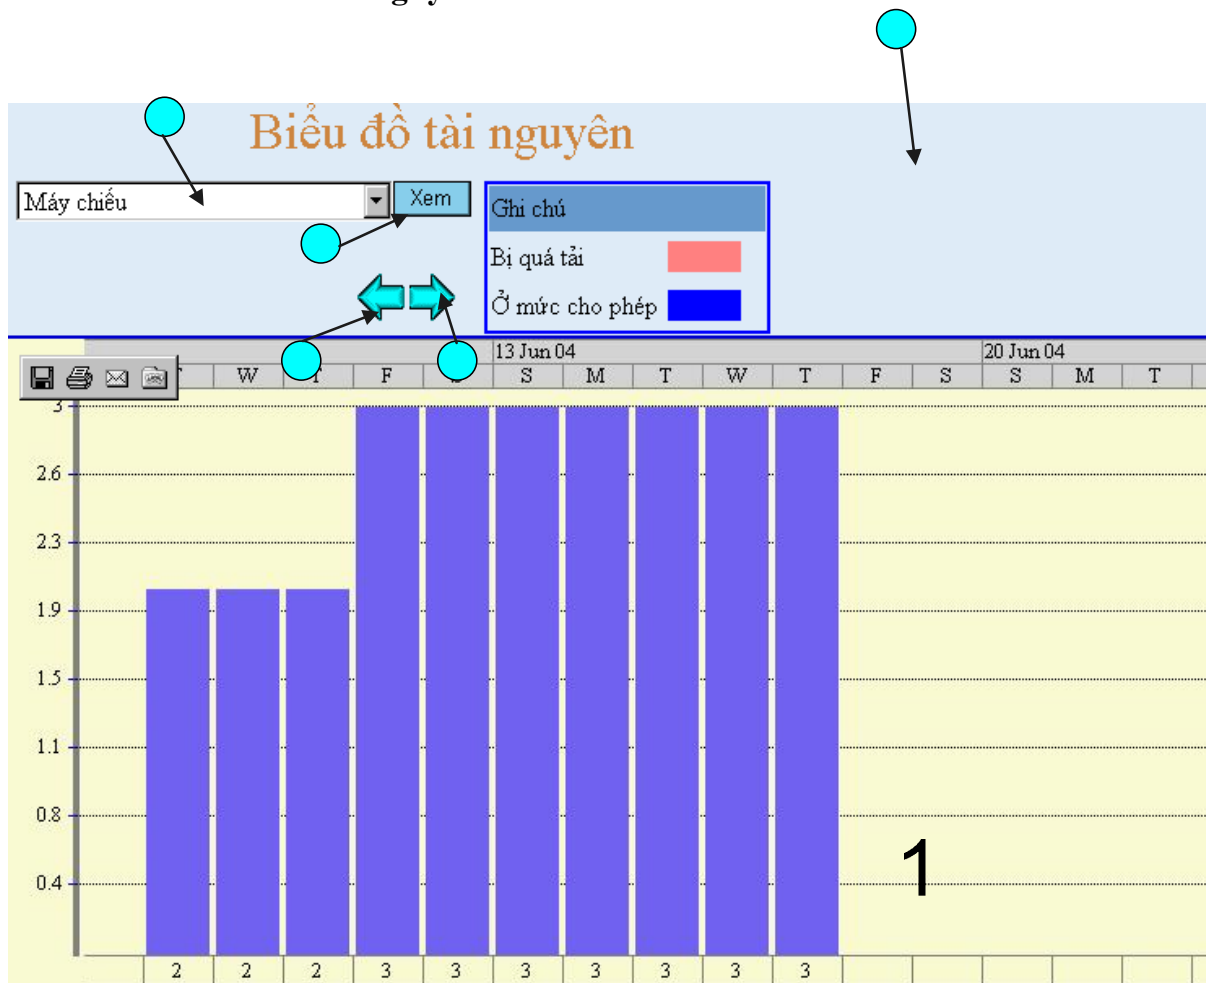 Biểu đồ tài nguyên
Máy chiếu
Xem
Ghi chú
Bị quá tải
Ở mức cho phép
13 Jun 04 20 Jun 04
W T F S S M T W T F S S M T
3
2.6
2.3
1.9
1.5
1.1
0.8
0.4
1
2 2 2 3 3 3 3 3 3 3